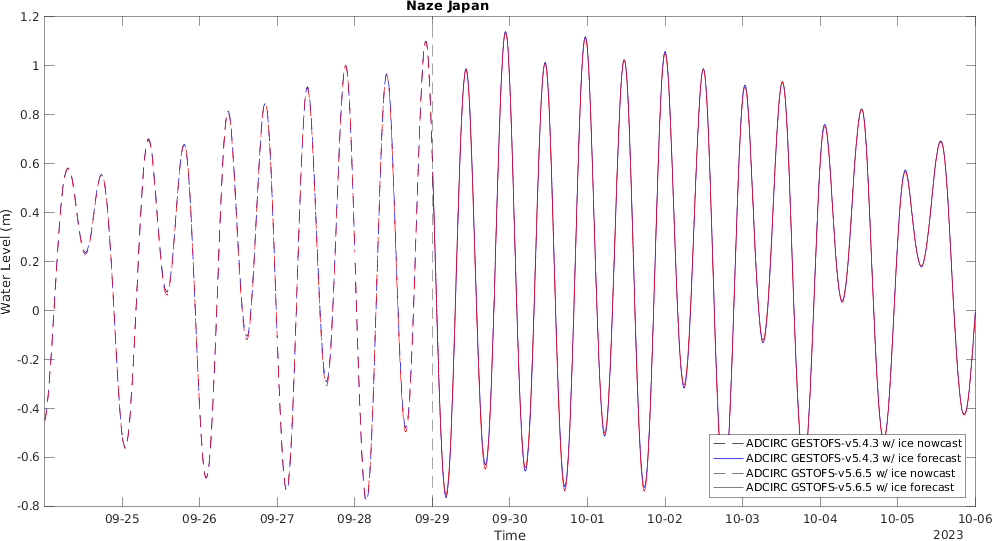 Naze Japan
1.2
1
0.8
0.6
0.4
0.2
0
-0.2
-0.4
-0.6
-0.8
Water Level (m)
ADCIRC GESTOFS-v5.4.3 w/ ice nowcast
ADCIRC GESTOFS-v5.4.3 w/ ice forecast
ADCIRC GSTOFS-v5.6.5 w/ ice nowcast
ADCIRC GSTOFS-v5.6.5 w/ ice forecast
09-25 09-26 09-27 09-28 09-29 09-30 10-01 10-02 10-03 10-04 10-05 10-06
Time 2023